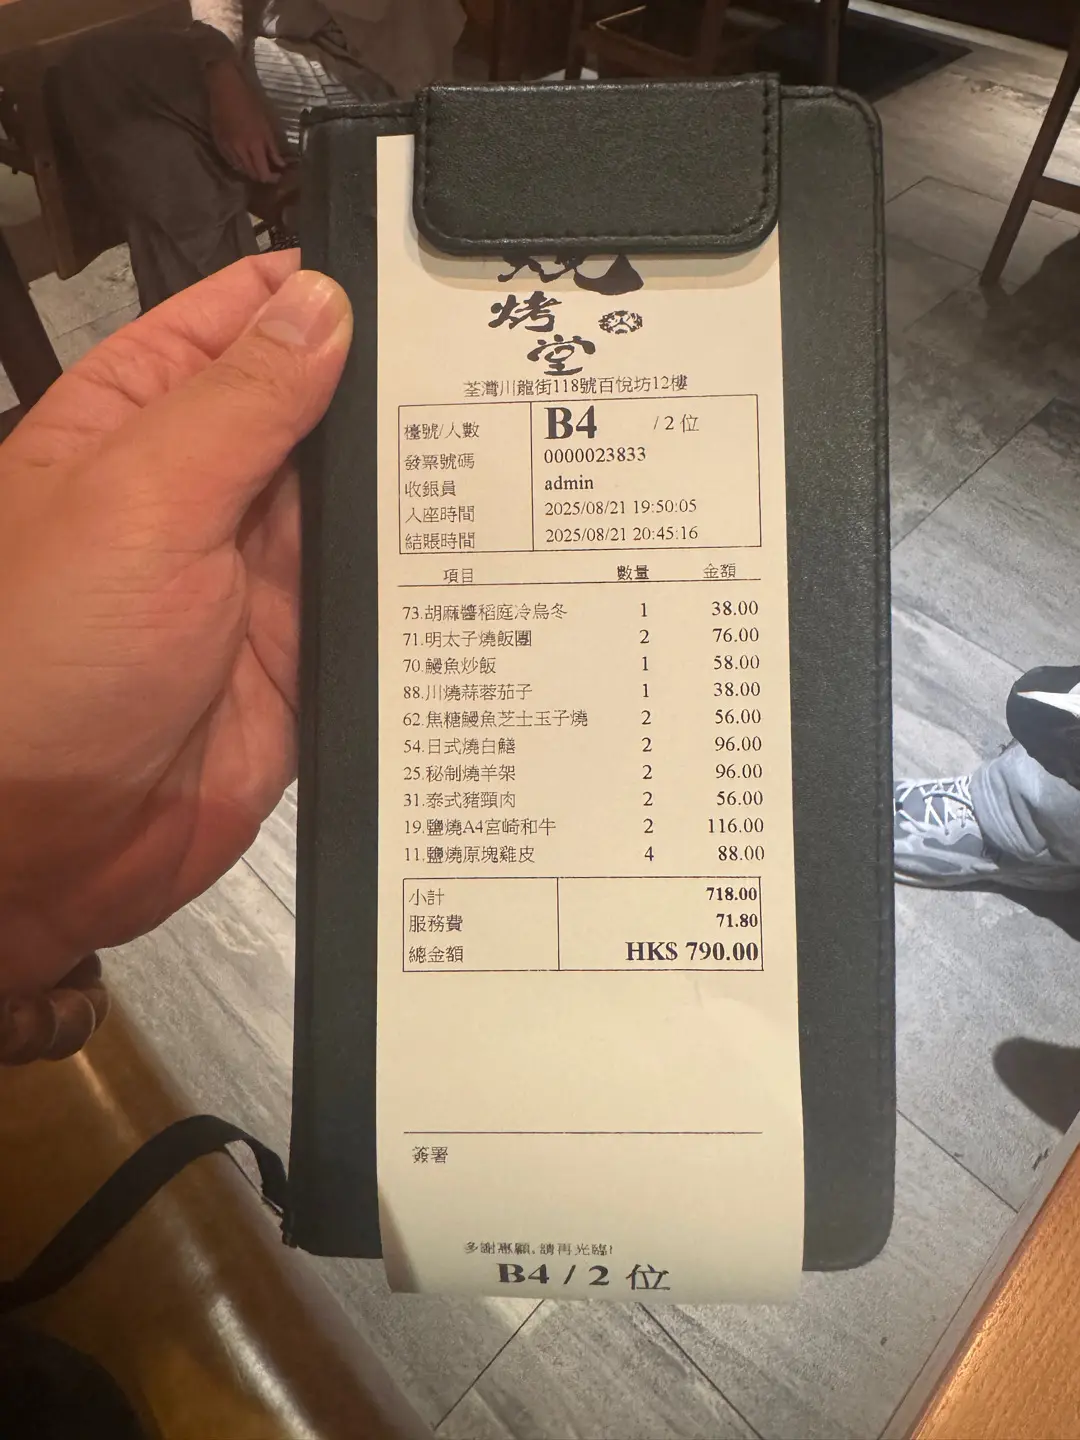 燒
烤
堂
荃灣川龍街118號百悅坊12樓
檯號/人數 B4 / 2 位
發票號碼 0000023833
收銀員 admin
入座時間 2025/08/21 19:50:05
結賬時間 2025/08/21 20:45:16
項目 數量 金額
73.胡麻醬稻庭冷烏冬 1 38.00
71.明太子燒飯團 2 76.00
70.鰻魚炒飯 1 58.00
88.川燒蒜蓉茄子 1 38.00
62.焦糖鰻魚芝士玉子燒 2 56.00
54.日式燒白鱔 2 96.00
25.秘制燒羊架 2 96.00
31.泰式豬頸肉 2 56.00
19.鹽燒A4宮崎和牛 2 116.00
11.鹽燒原塊雞皮 4 88.00
小計 718.00
服務費 71.80
總金額 HK$ 790.00
簽署
多謝惠顧,請再光臨!
B4 / 2 位